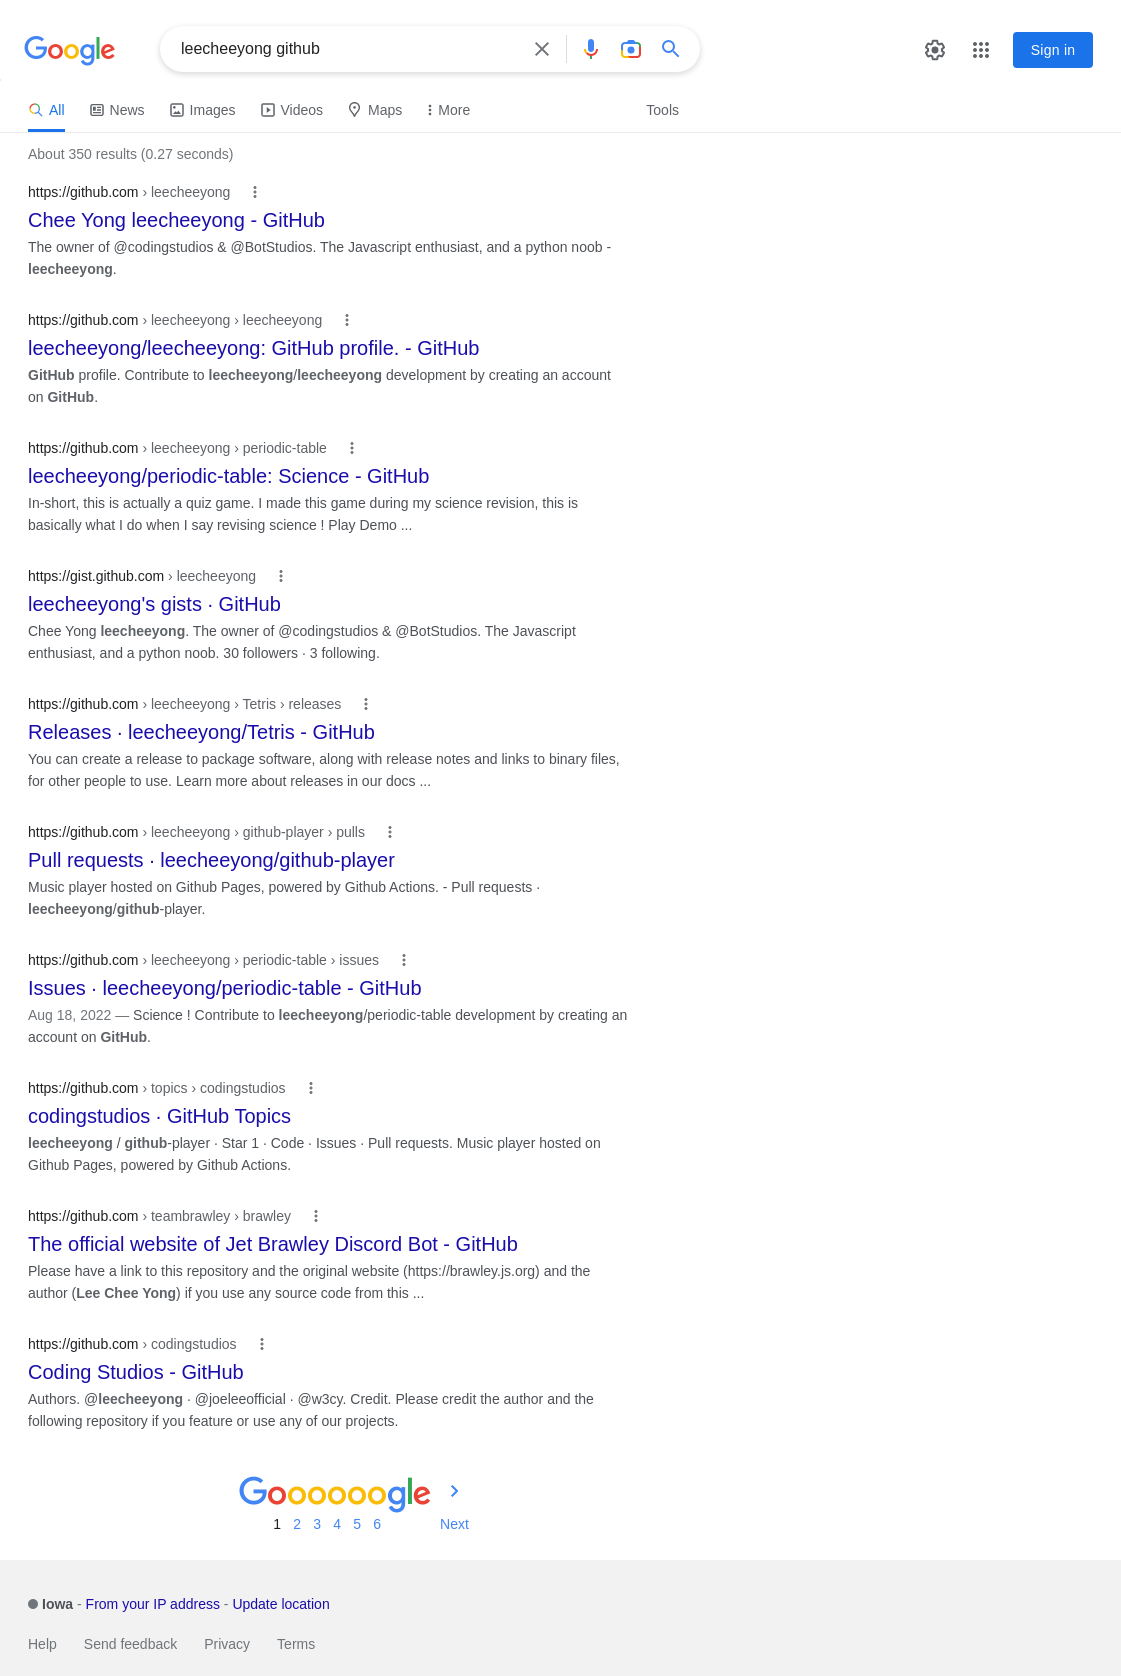 Google leecheeyong github Sign in
All News Images Videos Maps More Tools
About 350 results (0.27 seconds)
https://github.com › leecheeyong
Chee Yong leecheeyong - GitHub
The owner of @codingstudios & @BotStudios. The Javascript enthusiast, and a python noob -
leecheeyong.
https://github.com › leecheeyong › leecheeyong
leecheeyong/leecheeyong: GitHub profile. - GitHub
GitHub profile. Contribute to leecheeyong/leecheeyong development by creating an account
on GitHub.
https://github.com › leecheeyong › periodic-table
leecheeyong/periodic-table: Science - GitHub
In-short, this is actually a quiz game. I made this game during my science revision, this is
basically what I do when I say revising science ! Play Demo ...
https://gist.github.com › leecheeyong
leecheeyong's gists · GitHub
Chee Yong leecheeyong. The owner of @codingstudios & @BotStudios. The Javascript
enthusiast, and a python noob. 30 followers · 3 following.
https://github.com › leecheeyong › Tetris › releases
Releases · leecheeyong/Tetris - GitHub
You can create a release to package software, along with release notes and links to binary files,
for other people to use. Learn more about releases in our docs ...
https://github.com › leecheeyong › github-player › pulls
Pull requests · leecheeyong/github-player
Music player hosted on Github Pages, powered by Github Actions. - Pull requests ·
leecheeyong/github-player.
https://github.com › leecheeyong › periodic-table › issues
Issues · leecheeyong/periodic-table - GitHub
Aug 18, 2022 — Science ! Contribute to leecheeyong/periodic-table development by creating an
account on GitHub.
https://github.com › topics › codingstudios
codingstudios · GitHub Topics
leecheeyong / github-player · Star 1 · Code · Issues · Pull requests. Music player hosted on
Github Pages, powered by Github Actions.
https://github.com › teambrawley › brawley
The official website of Jet Brawley Discord Bot - GitHub
Please have a link to this repository and the original website (https://brawley.js.org) and the
author (Lee Chee Yong) if you use any source code from this ...
https://github.com › codingstudios
Coding Studios - GitHub
Authors. @leecheeyong · @joeleeofficial · @w3cy. Credit. Please credit the author and the
following repository if you feature or use any of our projects.
Goooooogle
1 2 3 4 5 6 Next
Iowa - From your IP address - Update location
Help Send feedback Privacy Terms